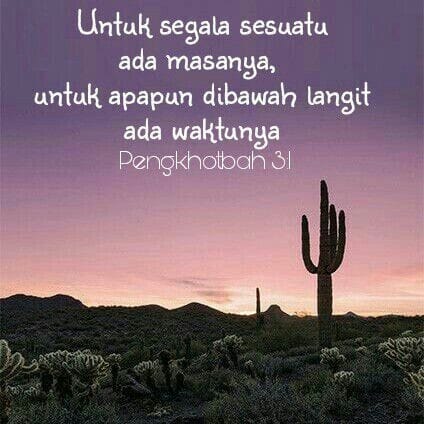 Untuk segala sesuatu
ada masanya,
untuk apapun dibawah langit
ada waktunya
Pengkhotbah 3:1